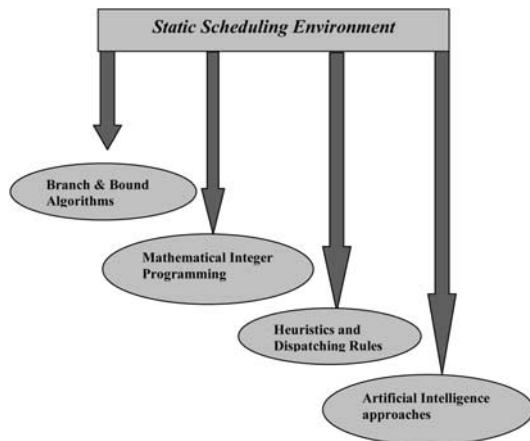 Static Scheduling Environment
Branch & Bound
Algorithms
Mathematical Integer
Programming
Heuristics and
Dispatching Rules
Artificial Intelligence
approaches